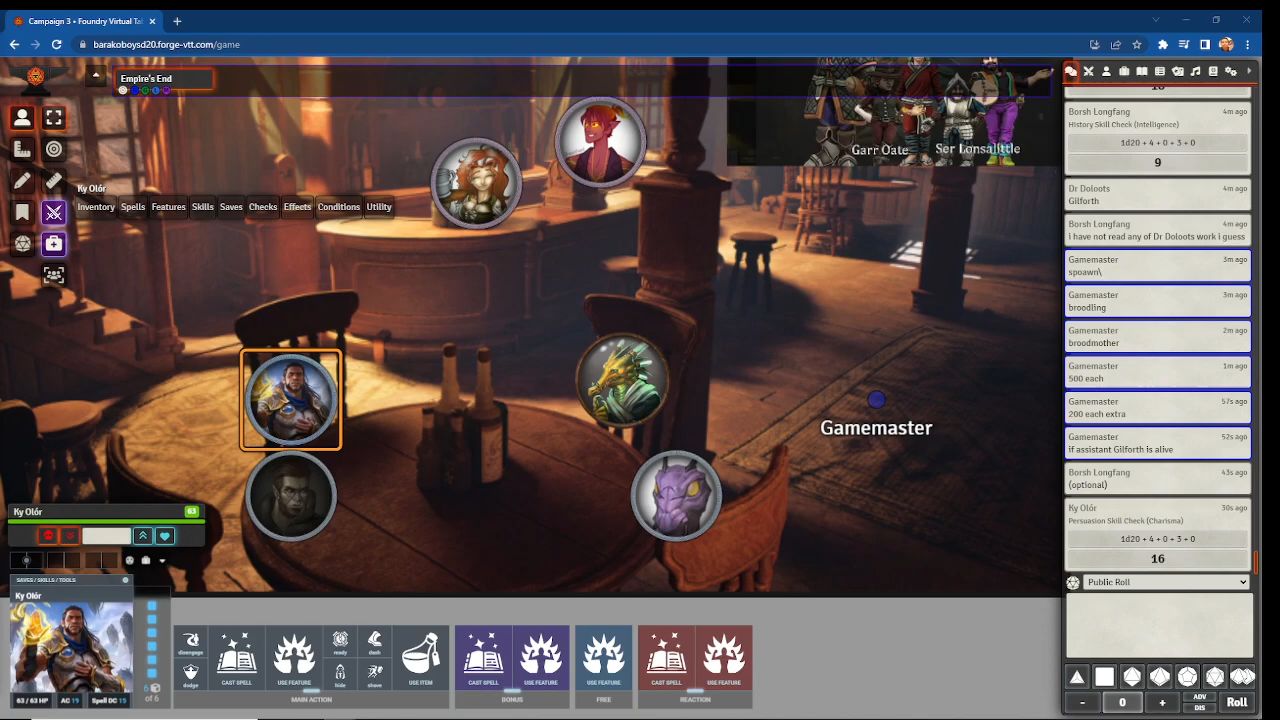 Campaign 3 • Foundry Virtual Tab
barakoboysd20.forge-vtt.com/game
Empire's End
Garr Oate
Ser Lonsalittle
Ky Olór
Inventory Spells Features Skills Saves Checks Effects Conditions Utility
Gamemaster
Ky Olór
63
SAVES / SKILLS / TOOLS
Ky Olór
63 / 63 HP
AC 19
Spell DC 15
6
of 6
disengage
dodge
CAST SPELL
USE FEATURE
ready
hide
dash
shove
USE ITEM
MAIN ACTION
CAST SPELL
USE FEATURE
BONUS
USE FEATURE
FREE
CAST SPELL
USE FEATURE
REACTION
Borsh Longfang 4m ago
History Skill Check (Intelligence)
1d20 + 4 + 0 + 3 + 0
9
Dr Doloots 4m ago
Gilforth
Borsh Longfang 4m ago
i have not read any of Dr Doloots work i guess
Gamemaster 3m ago
spoawn\
Gamemaster 3m ago
broodling
Gamemaster 2m ago
broodmother
Gamemaster 1m ago
500 each
Gamemaster 57s ago
200 each extra
Gamemaster 52s ago
if assistant Gilforth is alive
Borsh Longfang 43s ago
(optional)
Ky Olór 30s ago
Persuasion Skill Check (Charisma)
1d20 + 4 + 0 + 3 + 0
16
Public Roll
- 0 + ADV
DIS
Roll